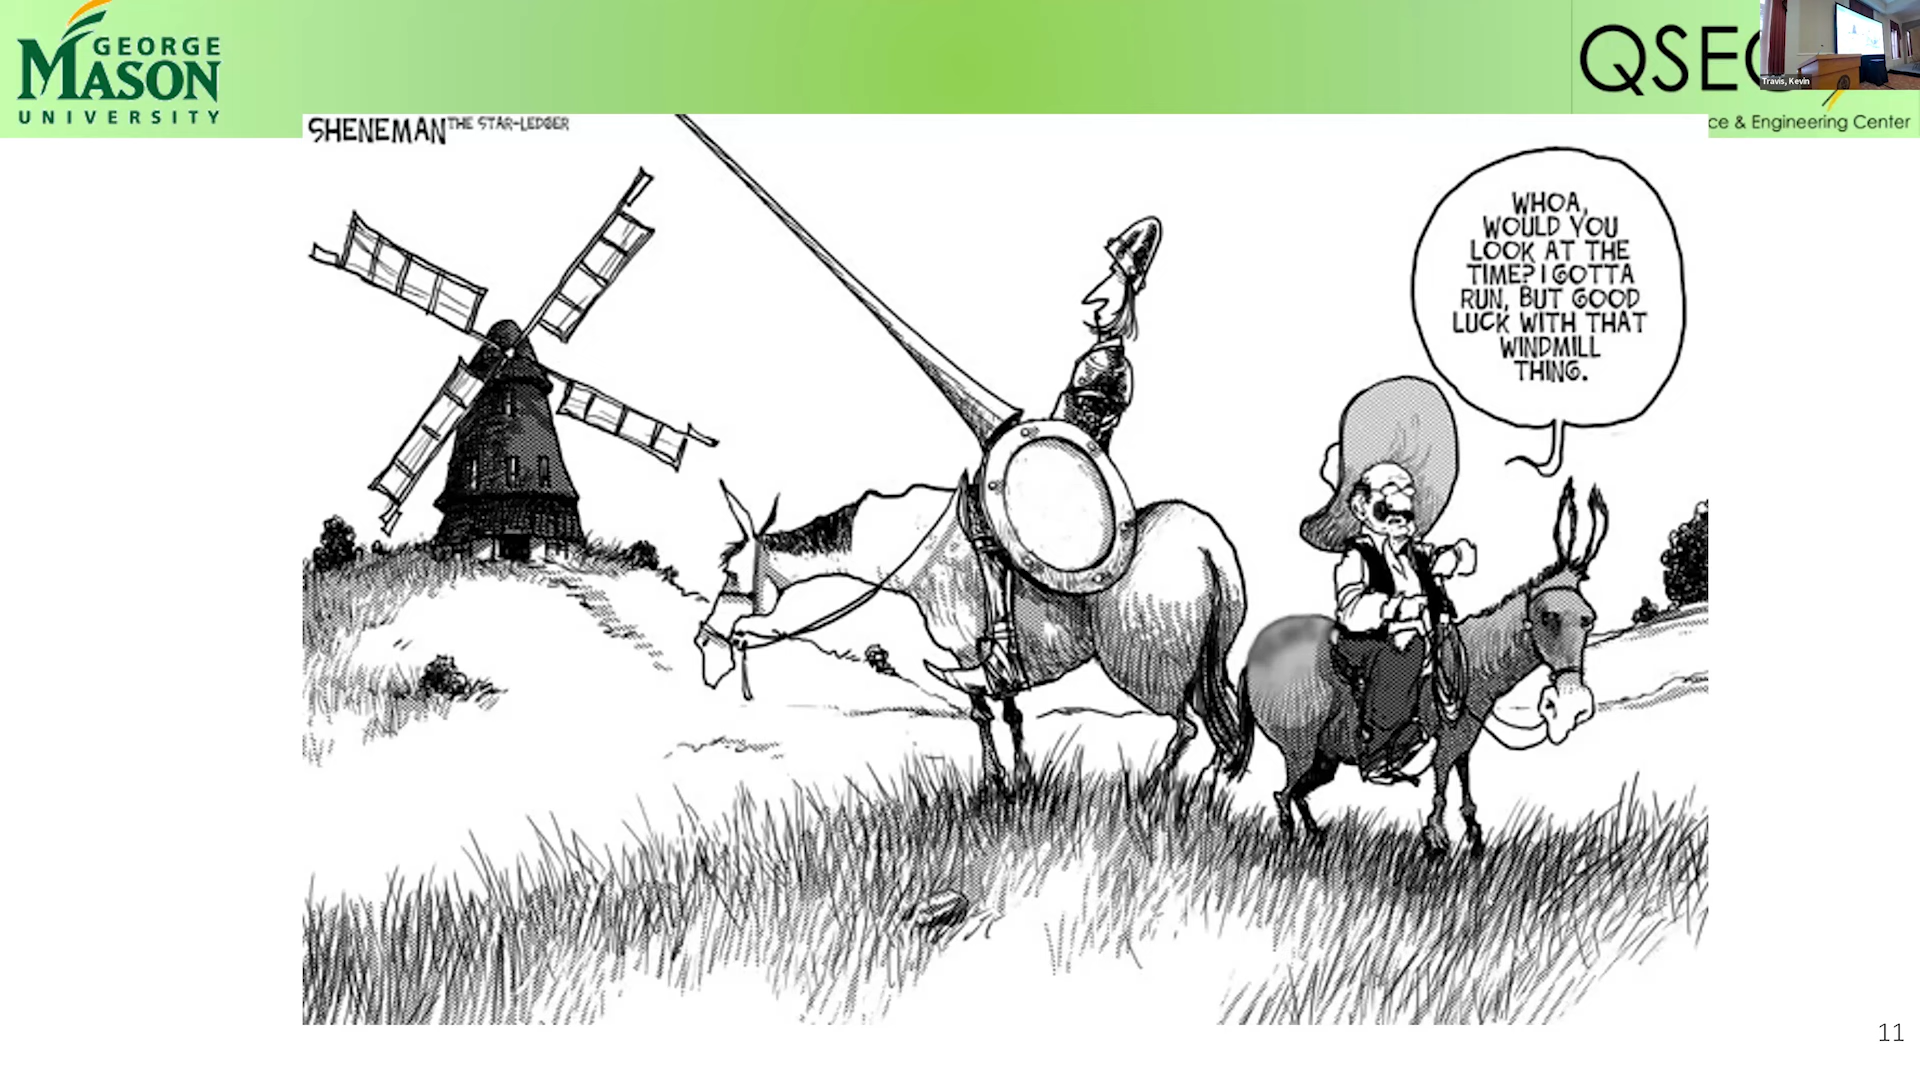 GEORGE
MASON
UNIVERSITY
QSEC
Travis, Kevin
ce & Engineering Center
SHENEMAN THE STAR-LEDGER
WHOA,
WOULD YOU
LOOK AT THE
TIME? I GOTTA
RUN, BUT GOOD
LUCK WITH THAT
WINDMILL
THING.
11